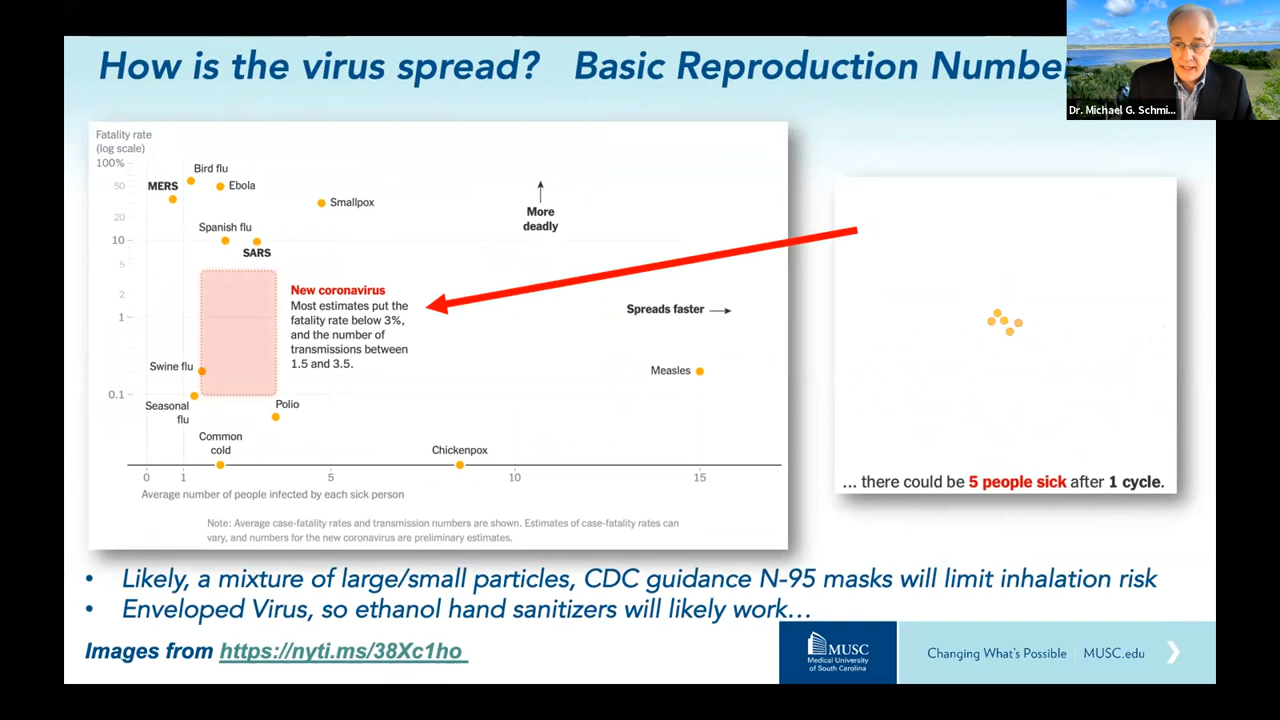 How is the virus spread? Basic Reproduction Number
Dr. Michael G. Schmi...
Fatality rate
(log scale)
100%
50
20
10
5
2
1
0.1
Bird flu
MERS
Ebola
Smallpox
Spanish flu
SARS
More
deadly
New coronavirus
Most estimates put the
fatality rate below 3%,
and the number of
transmissions between
1.5 and 3.5.
Spreads faster
Swine flu
Measles
Seasonal
flu
Polio
Common
cold
Chickenpox
0 1 5 10 15
Average number of people infected by each sick person
Note: Average case-fatality rates and transmission numbers are shown. Estimates of case-fatality rates can
vary, and numbers for the new coronavirus are preliminary estimates.
... there could be 5 people sick after 1 cycle.
• Likely, a mixture of large/small particles, CDC guidance N-95 masks will limit inhalation risk
• Enveloped Virus, so ethanol hand sanitizers will likely work...
Images from https://nyti.ms/38Xc1ho
MUSC
Medical University
of South Carolina
Changing What's Possible | MUSC.edu